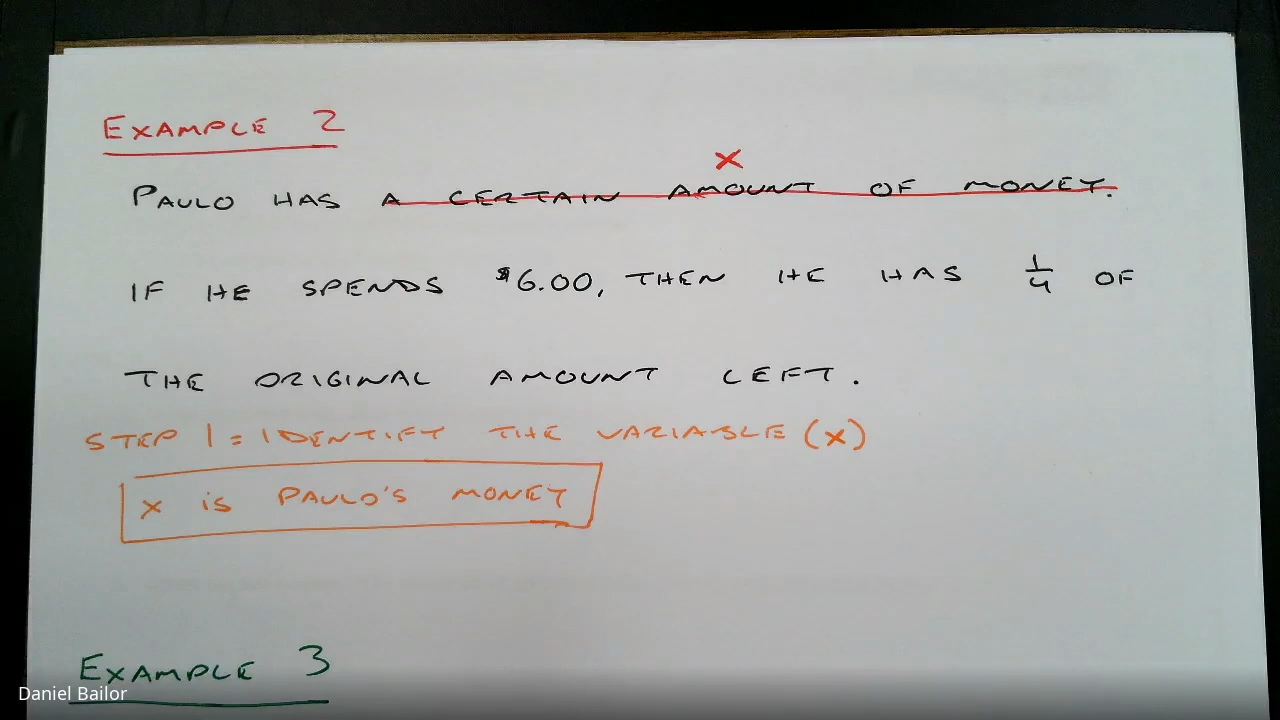 EXAMPLE 2
X
PAULO HAS A CERTAIN AMOUNT OF MONEY.
IF HE SPENDS $6.00, THEN HE HAS 1/4 OF
THE ORIGINAL AMOUNT LEFT.
STEP 1 = IDENTIFY THE VARIABLE (X)
X iS PAULO'S MONEY
EXAMPLE 3
Daniel Bailor